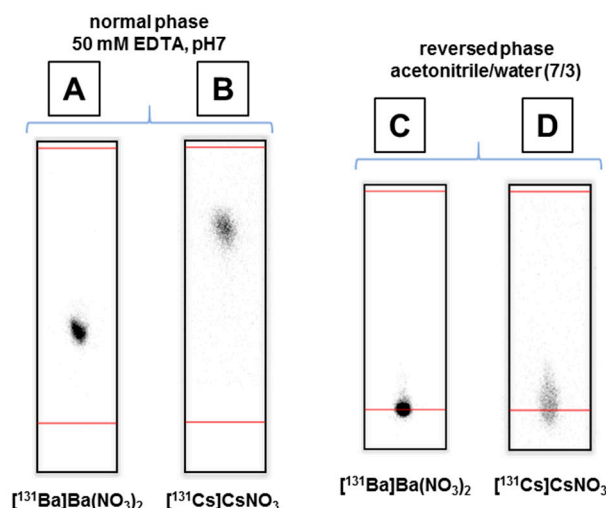 normal phase
50 mM EDTA, pH7
A
B
[¹³¹Ba]Ba(NO₃)₂
[¹³¹Cs]CsNO₃
reversed phase
acetonitrile/water (7/3)
C
D
[¹³¹Ba]Ba(NO₃)₂
[¹³¹Cs]CsNO₃